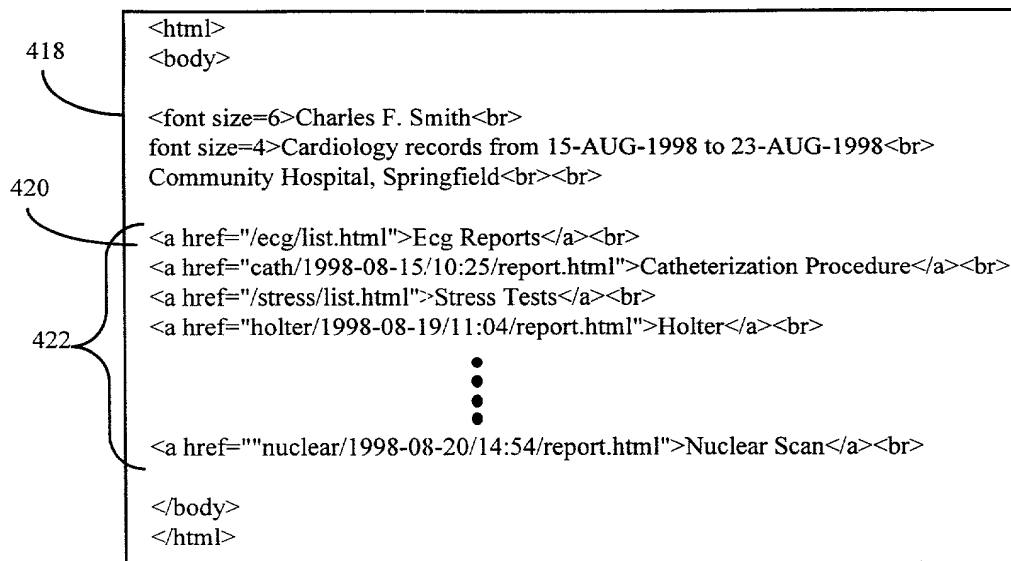 <html>
418
<body>
<font size=6>Charles F. Smith<br>
font size=4>Cardiology records from 15-AUG-1998 to 23-AUG-1998<br>
Community Hospital, Springfield<br><br>
420
<a href="/ecg/list.html">Ecg Reports</a><br>
<a href="cath/1998-08-15/10:25/report.html">Catheterization Procedure</a><br>
<a href="/stress/list.html">Stress Tests</a><br>
<a href="holter/1998-08-19/11:04/report.html">Holter</a><br>
422
<a href=""nuclear/1998-08-20/14:54/report.html">Nuclear Scan</a><br>
</body>
</html>